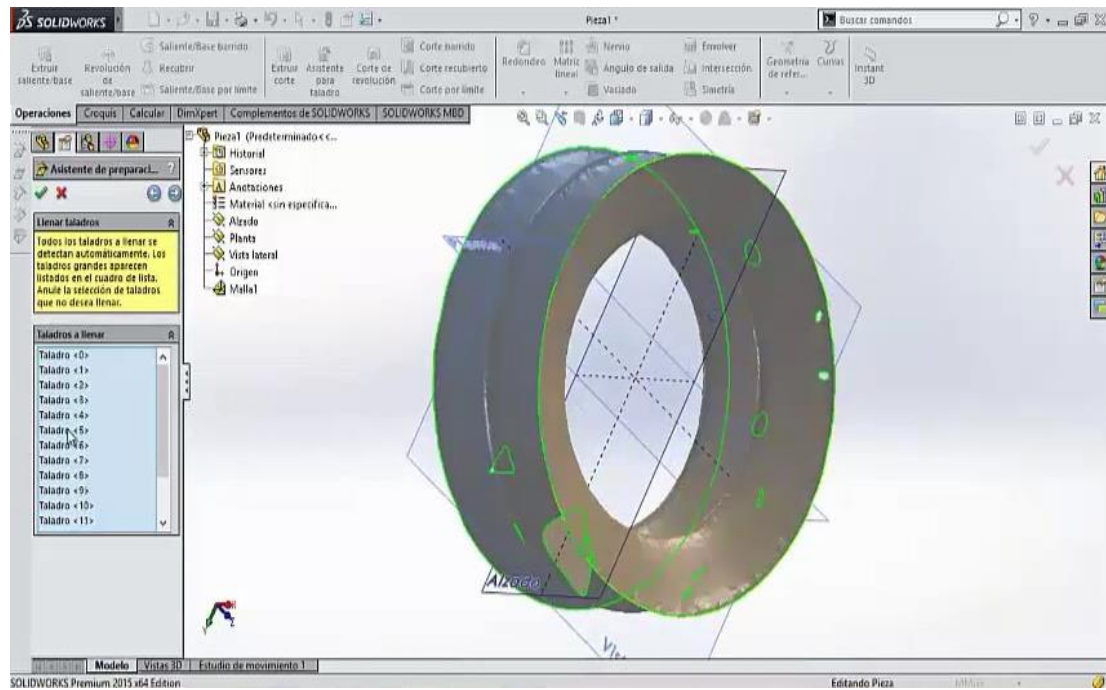 SOLIDWORKS
Pieza1 *
Buscar comandos
Extruir saliente/base
Revolución de saliente/base
Saliente/Base barrido
Recubrir
Saliente/Base por límite
Extruir corte
Asistente para taladro
Corte de revolución
Corte barrido
Corte recubierto
Corte por límite
Redondeo
Matriz lineal
Nervio
Ángulo de salida
Vaciado
Envolver
Intersección
Simetría
Geometría de refer...
Curvas
Instant 3D
Operaciones Croquis Calcular DimXpert Complementos de SOLIDWORKS SOLIDWORKS MBD
Asistente de preparaci...
?
Llenar taladros
Todos los taladros a llenar se
detectan automáticamente. Los
taladros grandes aparecen
listados en el cuadro de lista.
Anule la selección de taladros
que no desea llenar.
Taladros a llenar
Taladro <0>
Taladro <1>
Taladro <2>
Taladro <3>
Taladro <4>
Taladro <5>
Taladro <6>
Taladro <7>
Taladro <8>
Taladro <9>
Taladro <10>
Taladro <11>
Pieza1 (Predeterminado<<...
Historial
Sensores
Anotaciones
Material <sin especifica...
Alzado
Planta
Vista lateral
Origen
Malla1
Alzado
Modelo Vistas 3D Estudio de movimiento 1
SOLIDWORKS Premium 2015 x64 Edition
Editando Pieza